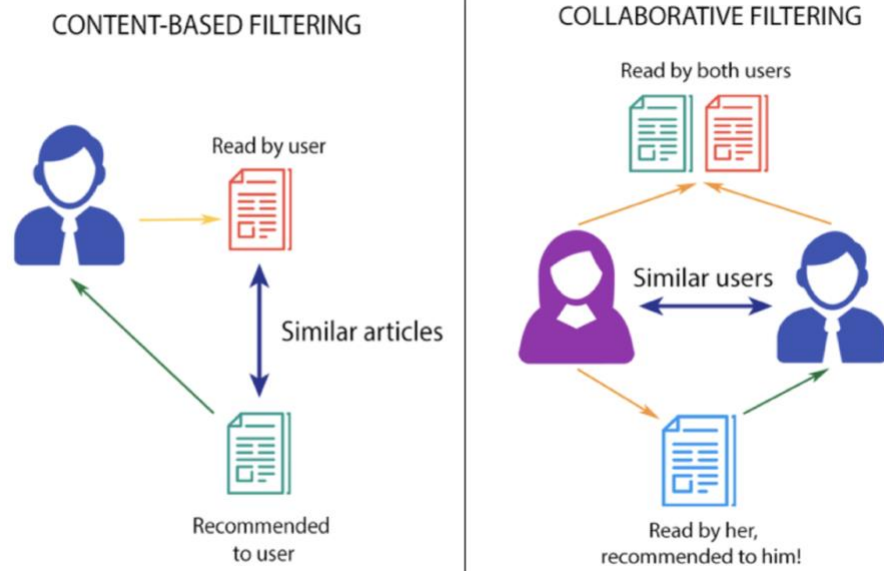 CONTENT-BASED FILTERING
Read by user
Similar articles
Recommended
to user
COLLABORATIVE FILTERING
Read by both users
Similar users
Read by her,
recommended to him!